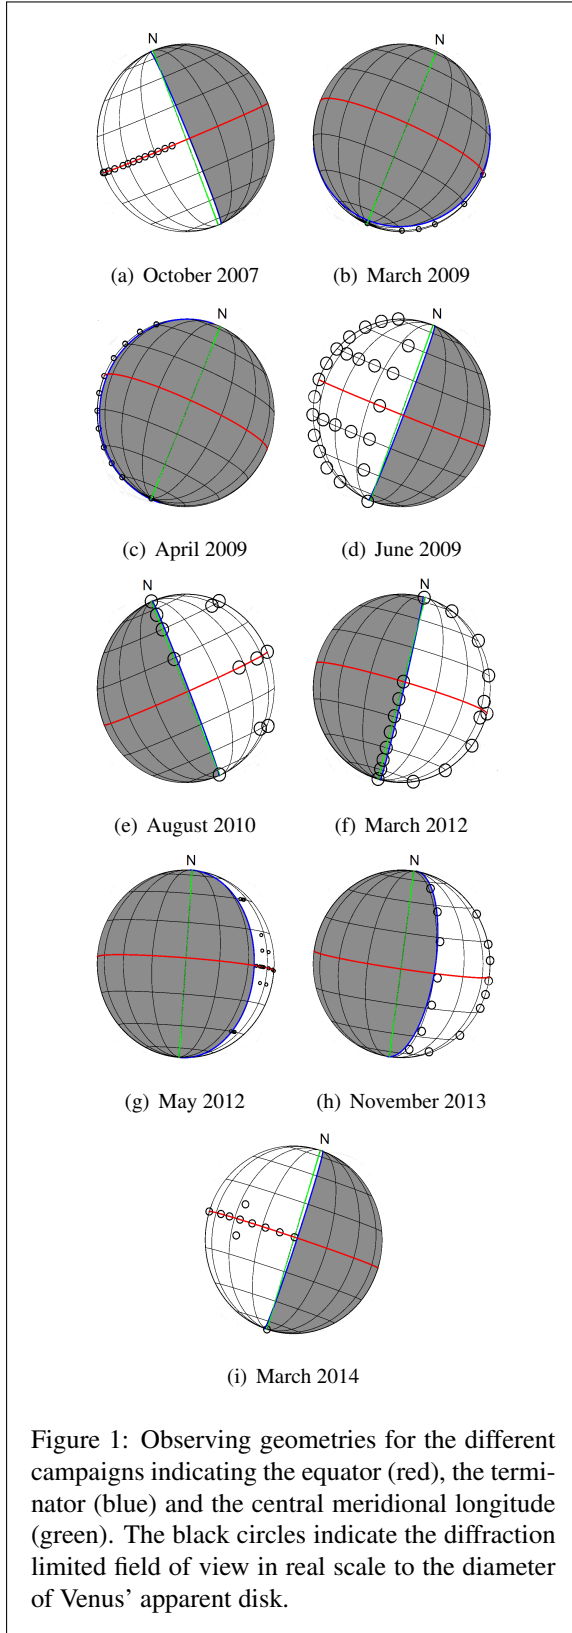 N
N
(a) October 2007
(b) March 2009
N
N
(c) April 2009
(d) June 2009
N
N
(e) August 2010
(f) March 2012
N
N
(g) May 2012
(h) November 2013
N
(i) March 2014
Figure 1: Observing geometries for the different
campaigns indicating the equator (red), the termi-
nator (blue) and the central meridional longitude
(green). The black circles indicate the diffraction
limited field of view in real scale to the diameter
of Venus’ apparent disk.